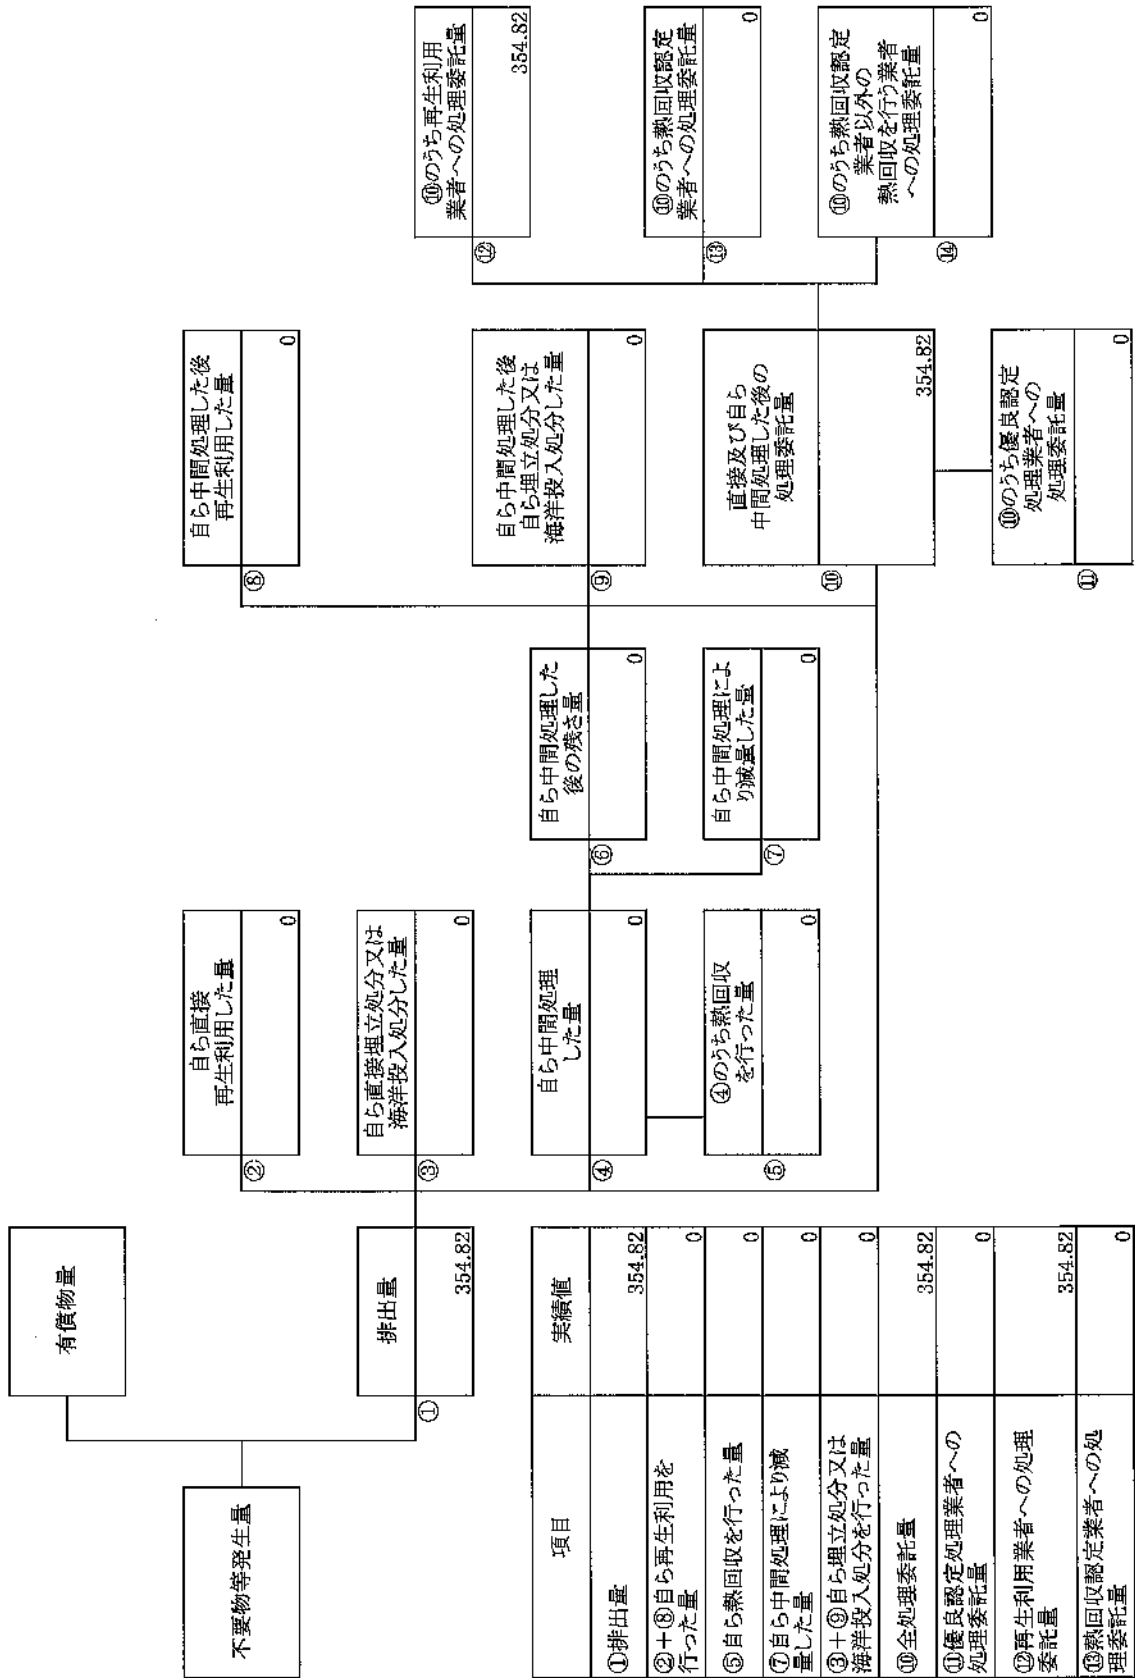 不要物等発生量
有償物量
①
排出量
354.82
②
自ら直接
再生利用した量
0
③
自ら直接埋立処分又は
海洋投入処分した量
0
④
自ら中間処理
した量
0
⑤
④のうち熱回収
を行った量
0
⑥
自ら中間処理した
後の残さ量
0
⑦
自ら中間処理によ
り減量した量
0
⑧
自ら中間処理した後
再生利用した量
0
⑨
自ら中間処理した後
自ら埋立処分又は
海洋投入処分した量
0
⑩
直接及び自ら
中間処理した後の
処理委託量
354.82
⑪
⑩のうち優良認定
処理業者への
処理委託量
0
⑫
⑩のうち再生利用
業者への処理委託量
354.82
⑬
⑩のうち熱回収認定
業者への処理委託量
0
⑭
⑩のうち熱回収認定
業者以外の
熱回収を行う業者
への処理委託量
0
項目
実績値
①排出量
354.82
②+⑧自ら再生利用を
行った量
0
⑤自ら熱回収を行った量
0
⑦自ら中間処理により減
量した量
0
③+⑨自ら埋立処分又は
海洋投入処分を行った量
0
⑩全処理委託量
354.82
⑪優良認定処理業者への
処理委託量
0
⑫再生利用業者への処理
委託量
354.82
⑬熱回収認定業者への処
理委託量
0